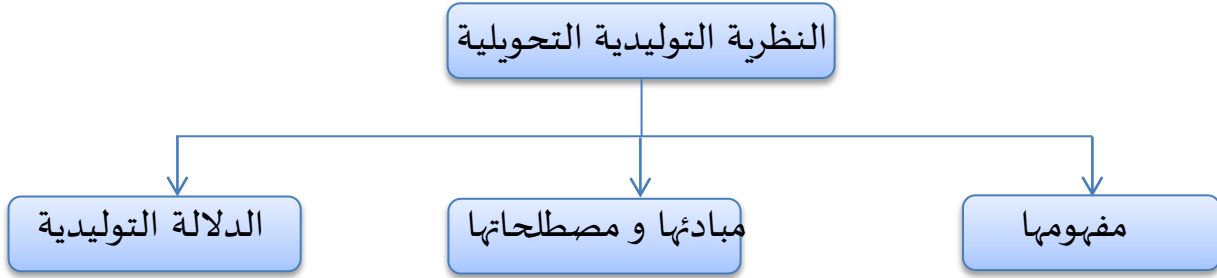 النظرية التوليدية التحويلية
مفهومها
مبادئها و مصطلحاتها
الدلالة التوليدية